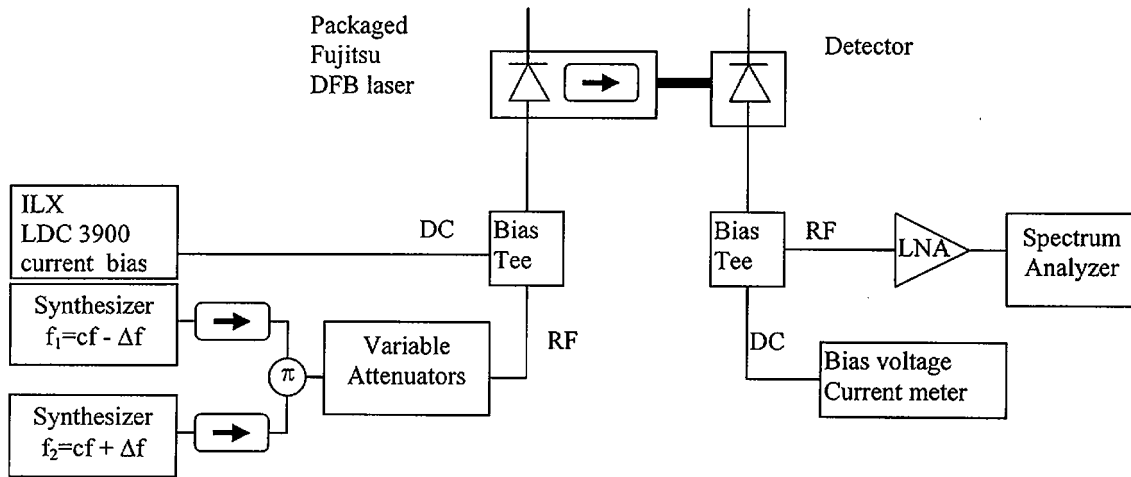 Packaged
Fujitsu
DFB laser
Detector
ILX
LDC 3900
current bias
DC
Bias
Tee
Bias
Tee
RF
LNA
Spectrum
Analyzer
Synthesizer
f₁=cf - Δf
Variable
Attenuators
RF
DC
Bias voltage
Current meter
π
Synthesizer
f₂=cf + Δf